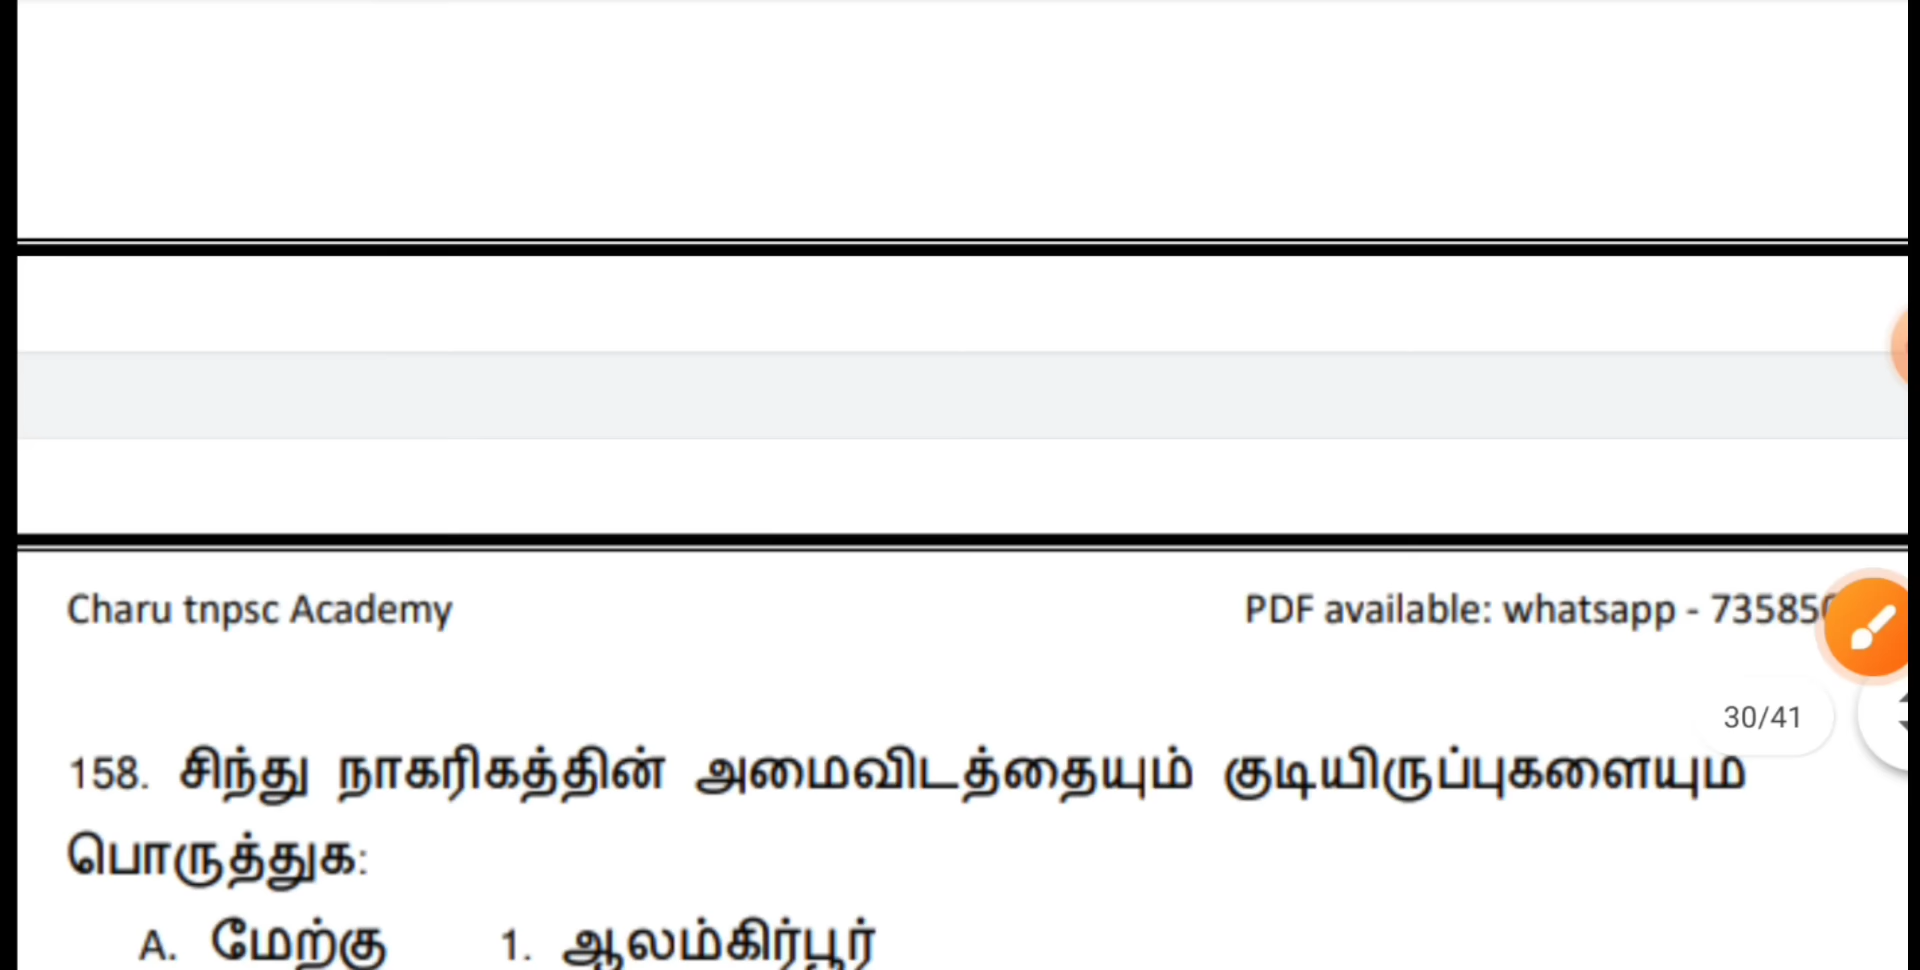 Charu tnpsc Academy PDF available: whatsapp - 73585
30/41
158. சிந்து நாகரிகத்தின் அமைவிடத்தையும் குடியிருப்புகளையும்
பொருத்துக:
A. மேற்கு 1. ஆலம்கிர்பூர்